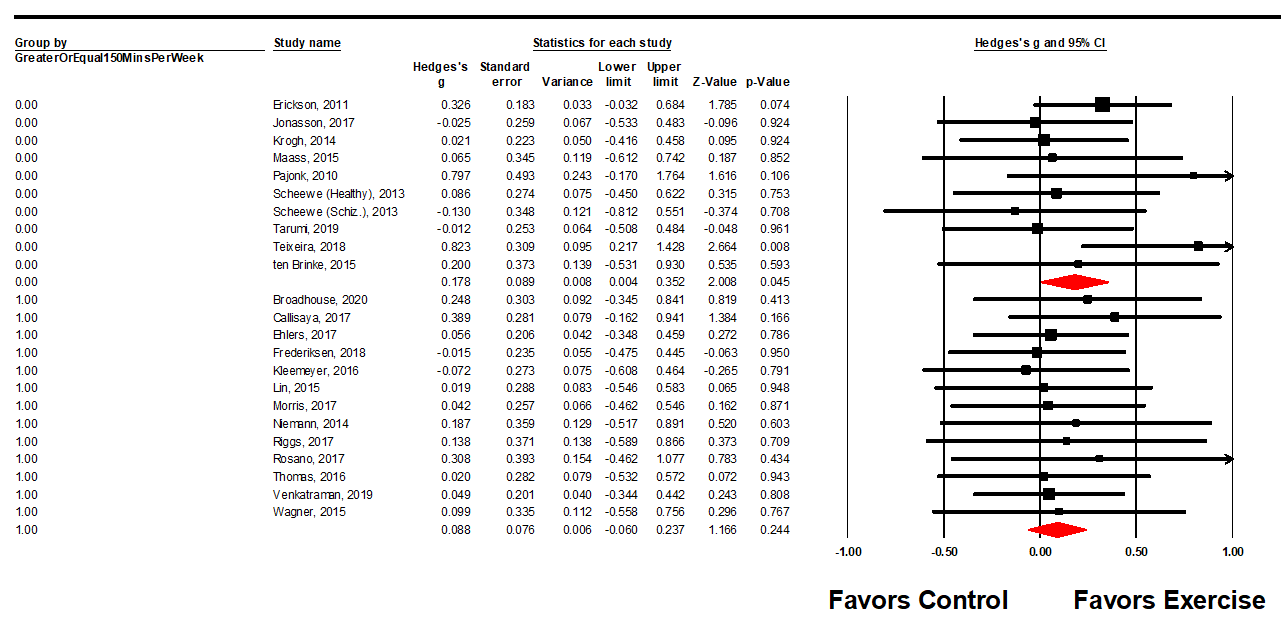 Group by Study name Statistics for each study Hedges's g and 95% CI
GreaterOrEqual150MinsPerWeek
Hedges's Standard Lower Upper
g error Variance limit limit Z-Value p-Value
0.00 Erickson, 2011 0.326 0.183 0.033 -0.032 0.684 1.785 0.074
0.00 Jonasson, 2017 -0.025 0.259 0.067 -0.533 0.483 -0.096 0.924
0.00 Krogh, 2014 0.021 0.223 0.050 -0.416 0.458 0.095 0.924
0.00 Maass, 2015 0.065 0.345 0.119 -0.612 0.742 0.187 0.852
0.00 Pajonk, 2010 0.797 0.493 0.243 -0.170 1.764 1.616 0.106
0.00 Scheewe (Healthy), 2013 0.086 0.274 0.075 -0.450 0.622 0.315 0.753
0.00 Scheewe (Schiz.), 2013 -0.130 0.348 0.121 -0.812 0.551 -0.374 0.708
0.00 Tarumi, 2019 -0.012 0.253 0.064 -0.508 0.484 -0.048 0.961
0.00 Teixeira, 2018 0.823 0.309 0.095 0.217 1.428 2.664 0.008
0.00 ten Brinke, 2015 0.200 0.373 0.139 -0.531 0.930 0.535 0.593
0.00 0.178 0.089 0.008 0.004 0.352 2.008 0.045
1.00 Broadhouse, 2020 0.248 0.303 0.092 -0.345 0.841 0.819 0.413
1.00 Callisaya, 2017 0.389 0.281 0.079 -0.162 0.941 1.384 0.166
1.00 Ehlers, 2017 0.056 0.206 0.042 -0.348 0.459 0.272 0.786
1.00 Frederiksen, 2018 -0.015 0.235 0.055 -0.475 0.445 -0.063 0.950
1.00 Kleemeyer, 2016 -0.072 0.273 0.075 -0.608 0.464 -0.265 0.791
1.00 Lin, 2015 0.019 0.288 0.083 -0.546 0.583 0.065 0.948
1.00 Morris, 2017 0.042 0.257 0.066 -0.462 0.546 0.162 0.871
1.00 Niemann, 2014 0.187 0.359 0.129 -0.517 0.891 0.520 0.603
1.00 Riggs, 2017 0.138 0.371 0.138 -0.589 0.866 0.373 0.709
1.00 Rosano, 2017 0.308 0.393 0.154 -0.462 1.077 0.783 0.434
1.00 Thomas, 2016 0.020 0.282 0.079 -0.532 0.572 0.072 0.943
1.00 Venkatraman, 2019 0.049 0.201 0.040 -0.344 0.442 0.243 0.808
1.00 Wagner, 2015 0.099 0.335 0.112 -0.558 0.756 0.296 0.767
1.00 0.088 0.076 0.006 -0.060 0.237 1.166 0.244
-1.00 -0.50 0.00 0.50 1.00
Favors Control Favors Exercise